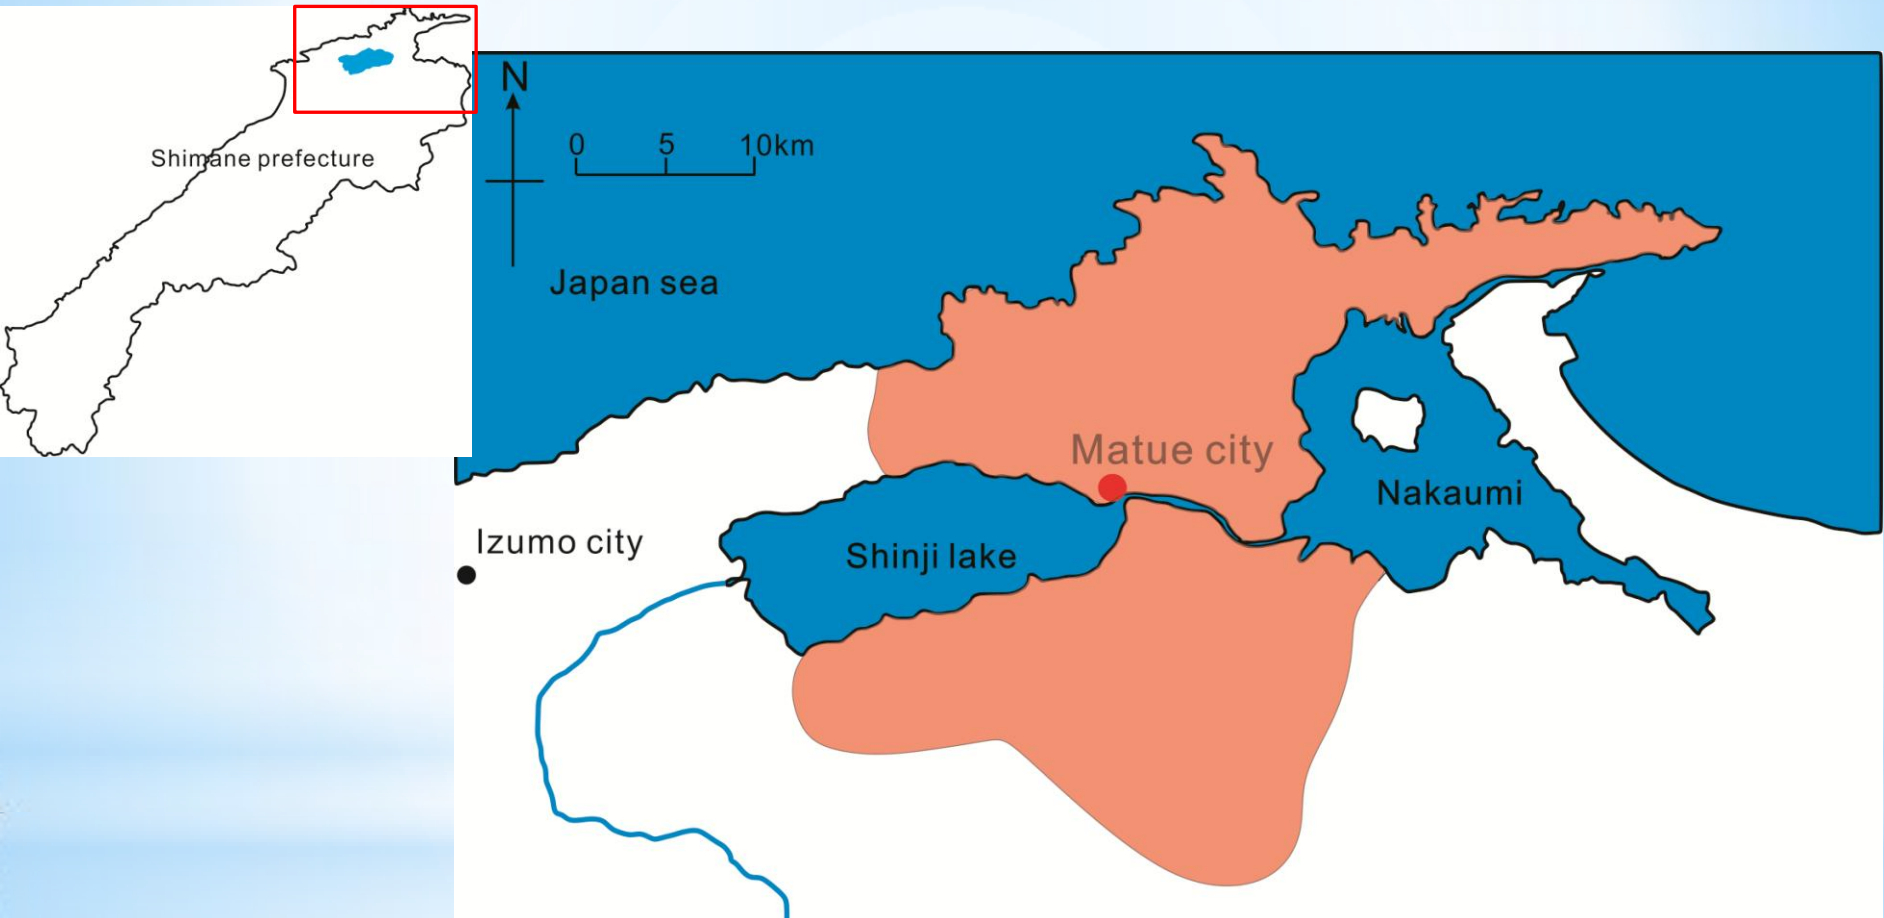 Shimane prefecture
N
0 5 10km
Japan sea
Matue city
Nakaumi
Izumo city
Shinji lake